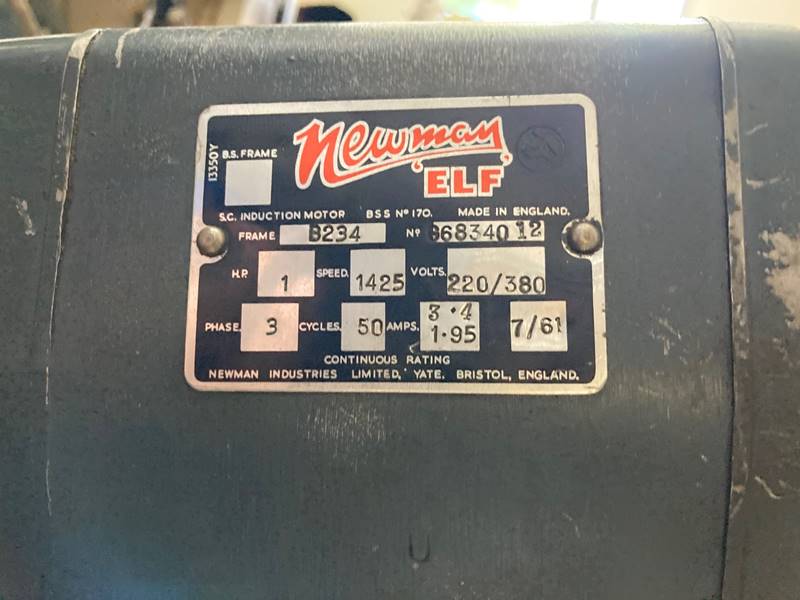 Newman
'ELF'
13350Y
B.S. FRAME
S.C. INDUCTION MOTOR BSS Nº 170. MADE IN ENGLAND.
FRAME B234 Nº 66834012
H.P. 1 SPEED. 1425 VOLTS. 220/380
PHASE. 3 CYCLES. 50 AMPS. 3·4 1·95 7/61
CONTINUOUS RATING
NEWMAN INDUSTRIES LIMITED, YATE. BRISTOL, ENGLAND.
U